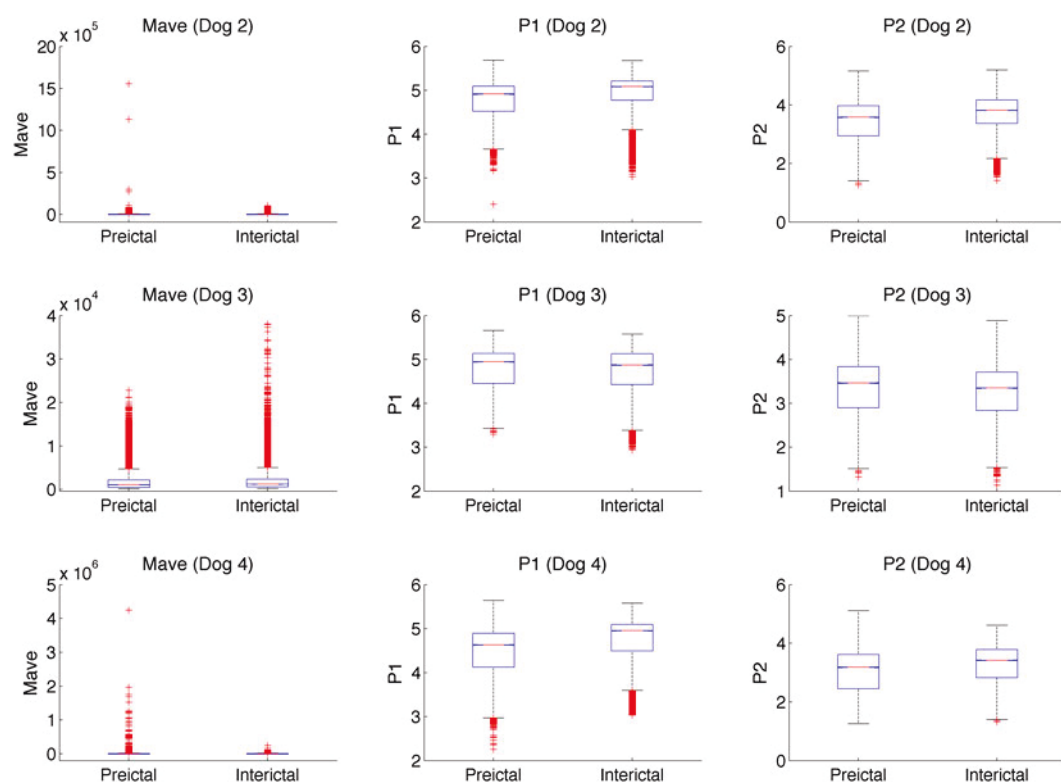 Mave (Dog 2)
x 10^5
20
15
10
5
0
Mave
Preictal
Interictal
P1 (Dog 2)
6
5
4
3
2
P1
Preictal
Interictal
P2 (Dog 2)
6
4
2
0
P2
Preictal
Interictal
Mave (Dog 3)
x 10^4
4
3
2
1
0
Mave
Preictal
Interictal
P1 (Dog 3)
6
5
4
3
2
P1
Preictal
Interictal
P2 (Dog 3)
5
4
3
2
1
P2
Preictal
Interictal
Mave (Dog 4)
x 10^6
5
4
3
2
1
0
Mave
Preictal
Interictal
P1 (Dog 4)
6
5
4
3
2
P1
Preictal
Interictal
P2 (Dog 4)
6
4
2
0
P2
Preictal
Interictal